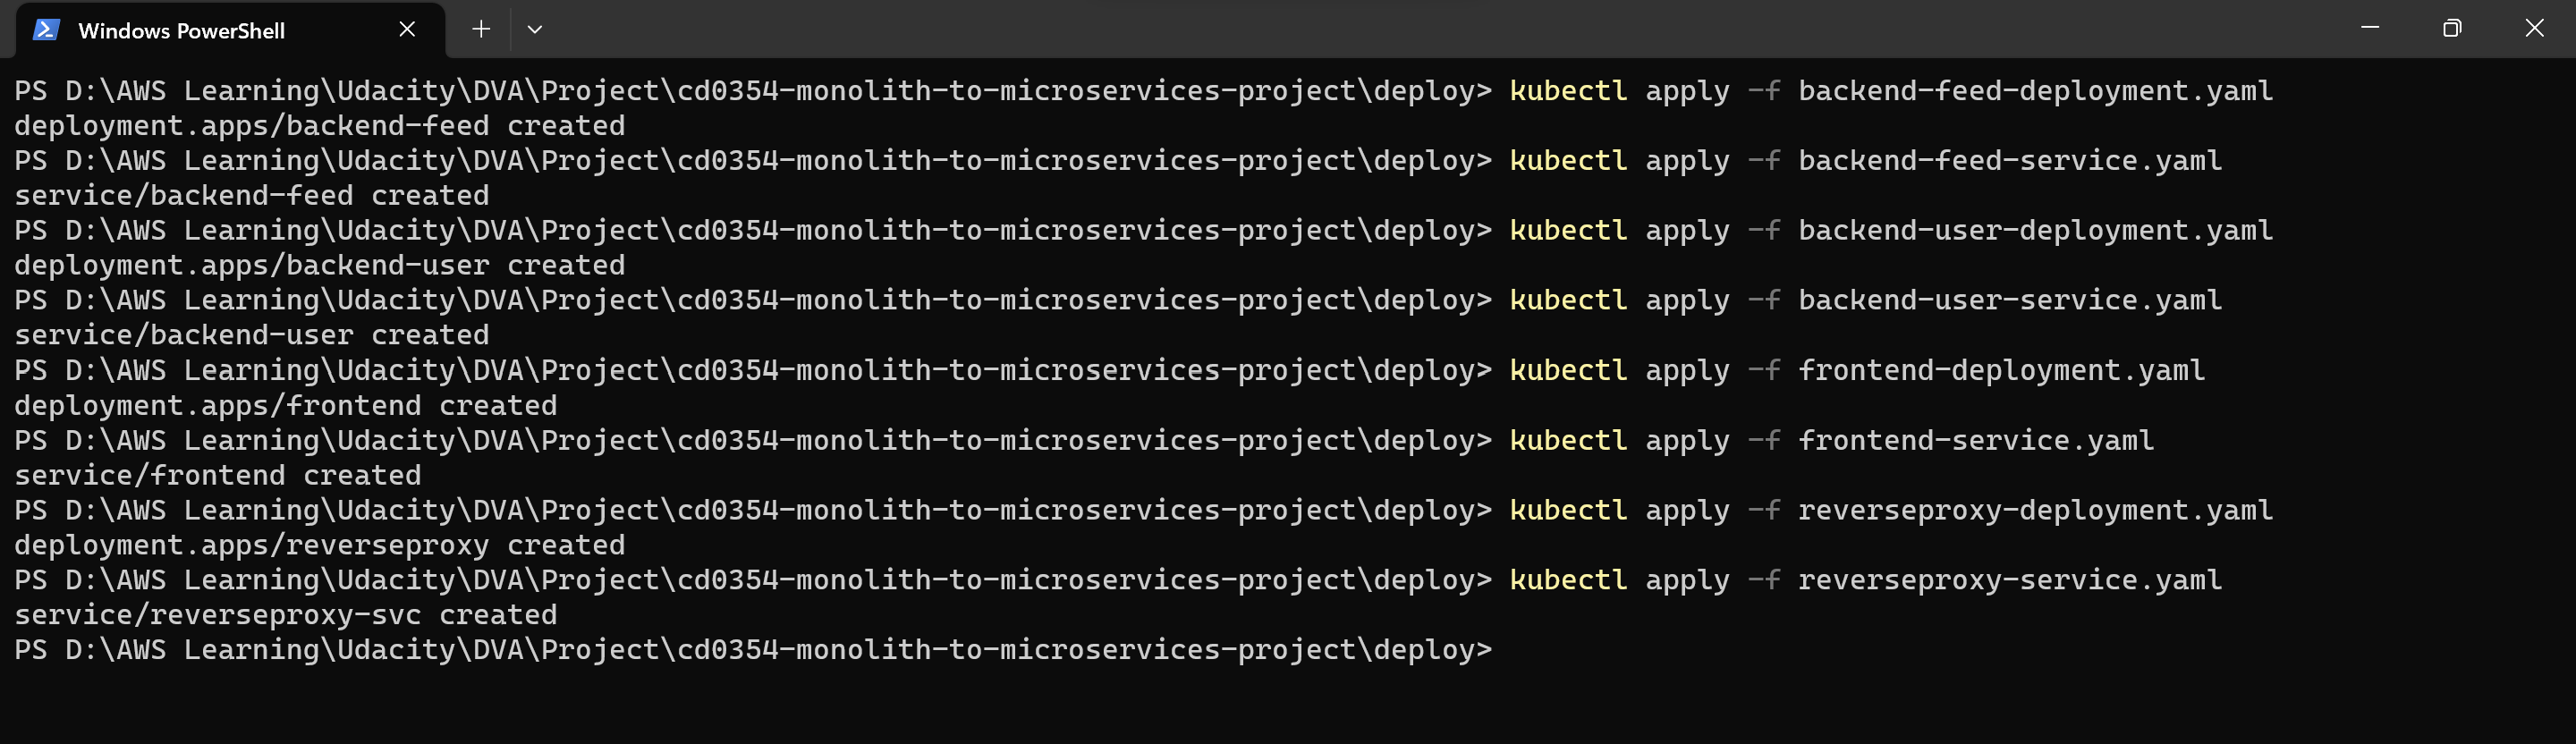 Windows PowerShell
PS D:\AWS Learning\Udacity\DVA\Project\cd0354-monolith-to-microservices-project\deploy> kubectl apply -f backend-feed-deployment.yaml
deployment.apps/backend-feed created
PS D:\AWS Learning\Udacity\DVA\Project\cd0354-monolith-to-microservices-project\deploy> kubectl apply -f backend-feed-service.yaml
service/backend-feed created
PS D:\AWS Learning\Udacity\DVA\Project\cd0354-monolith-to-microservices-project\deploy> kubectl apply -f backend-user-deployment.yaml
deployment.apps/backend-user created
PS D:\AWS Learning\Udacity\DVA\Project\cd0354-monolith-to-microservices-project\deploy> kubectl apply -f backend-user-service.yaml
service/backend-user created
PS D:\AWS Learning\Udacity\DVA\Project\cd0354-monolith-to-microservices-project\deploy> kubectl apply -f frontend-deployment.yaml
deployment.apps/frontend created
PS D:\AWS Learning\Udacity\DVA\Project\cd0354-monolith-to-microservices-project\deploy> kubectl apply -f frontend-service.yaml
service/frontend created
PS D:\AWS Learning\Udacity\DVA\Project\cd0354-monolith-to-microservices-project\deploy> kubectl apply -f reverseproxy-deployment.yaml
deployment.apps/reverseproxy created
PS D:\AWS Learning\Udacity\DVA\Project\cd0354-monolith-to-microservices-project\deploy> kubectl apply -f reverseproxy-service.yaml
service/reverseproxy-svc created
PS D:\AWS Learning\Udacity\DVA\Project\cd0354-monolith-to-microservices-project\deploy>